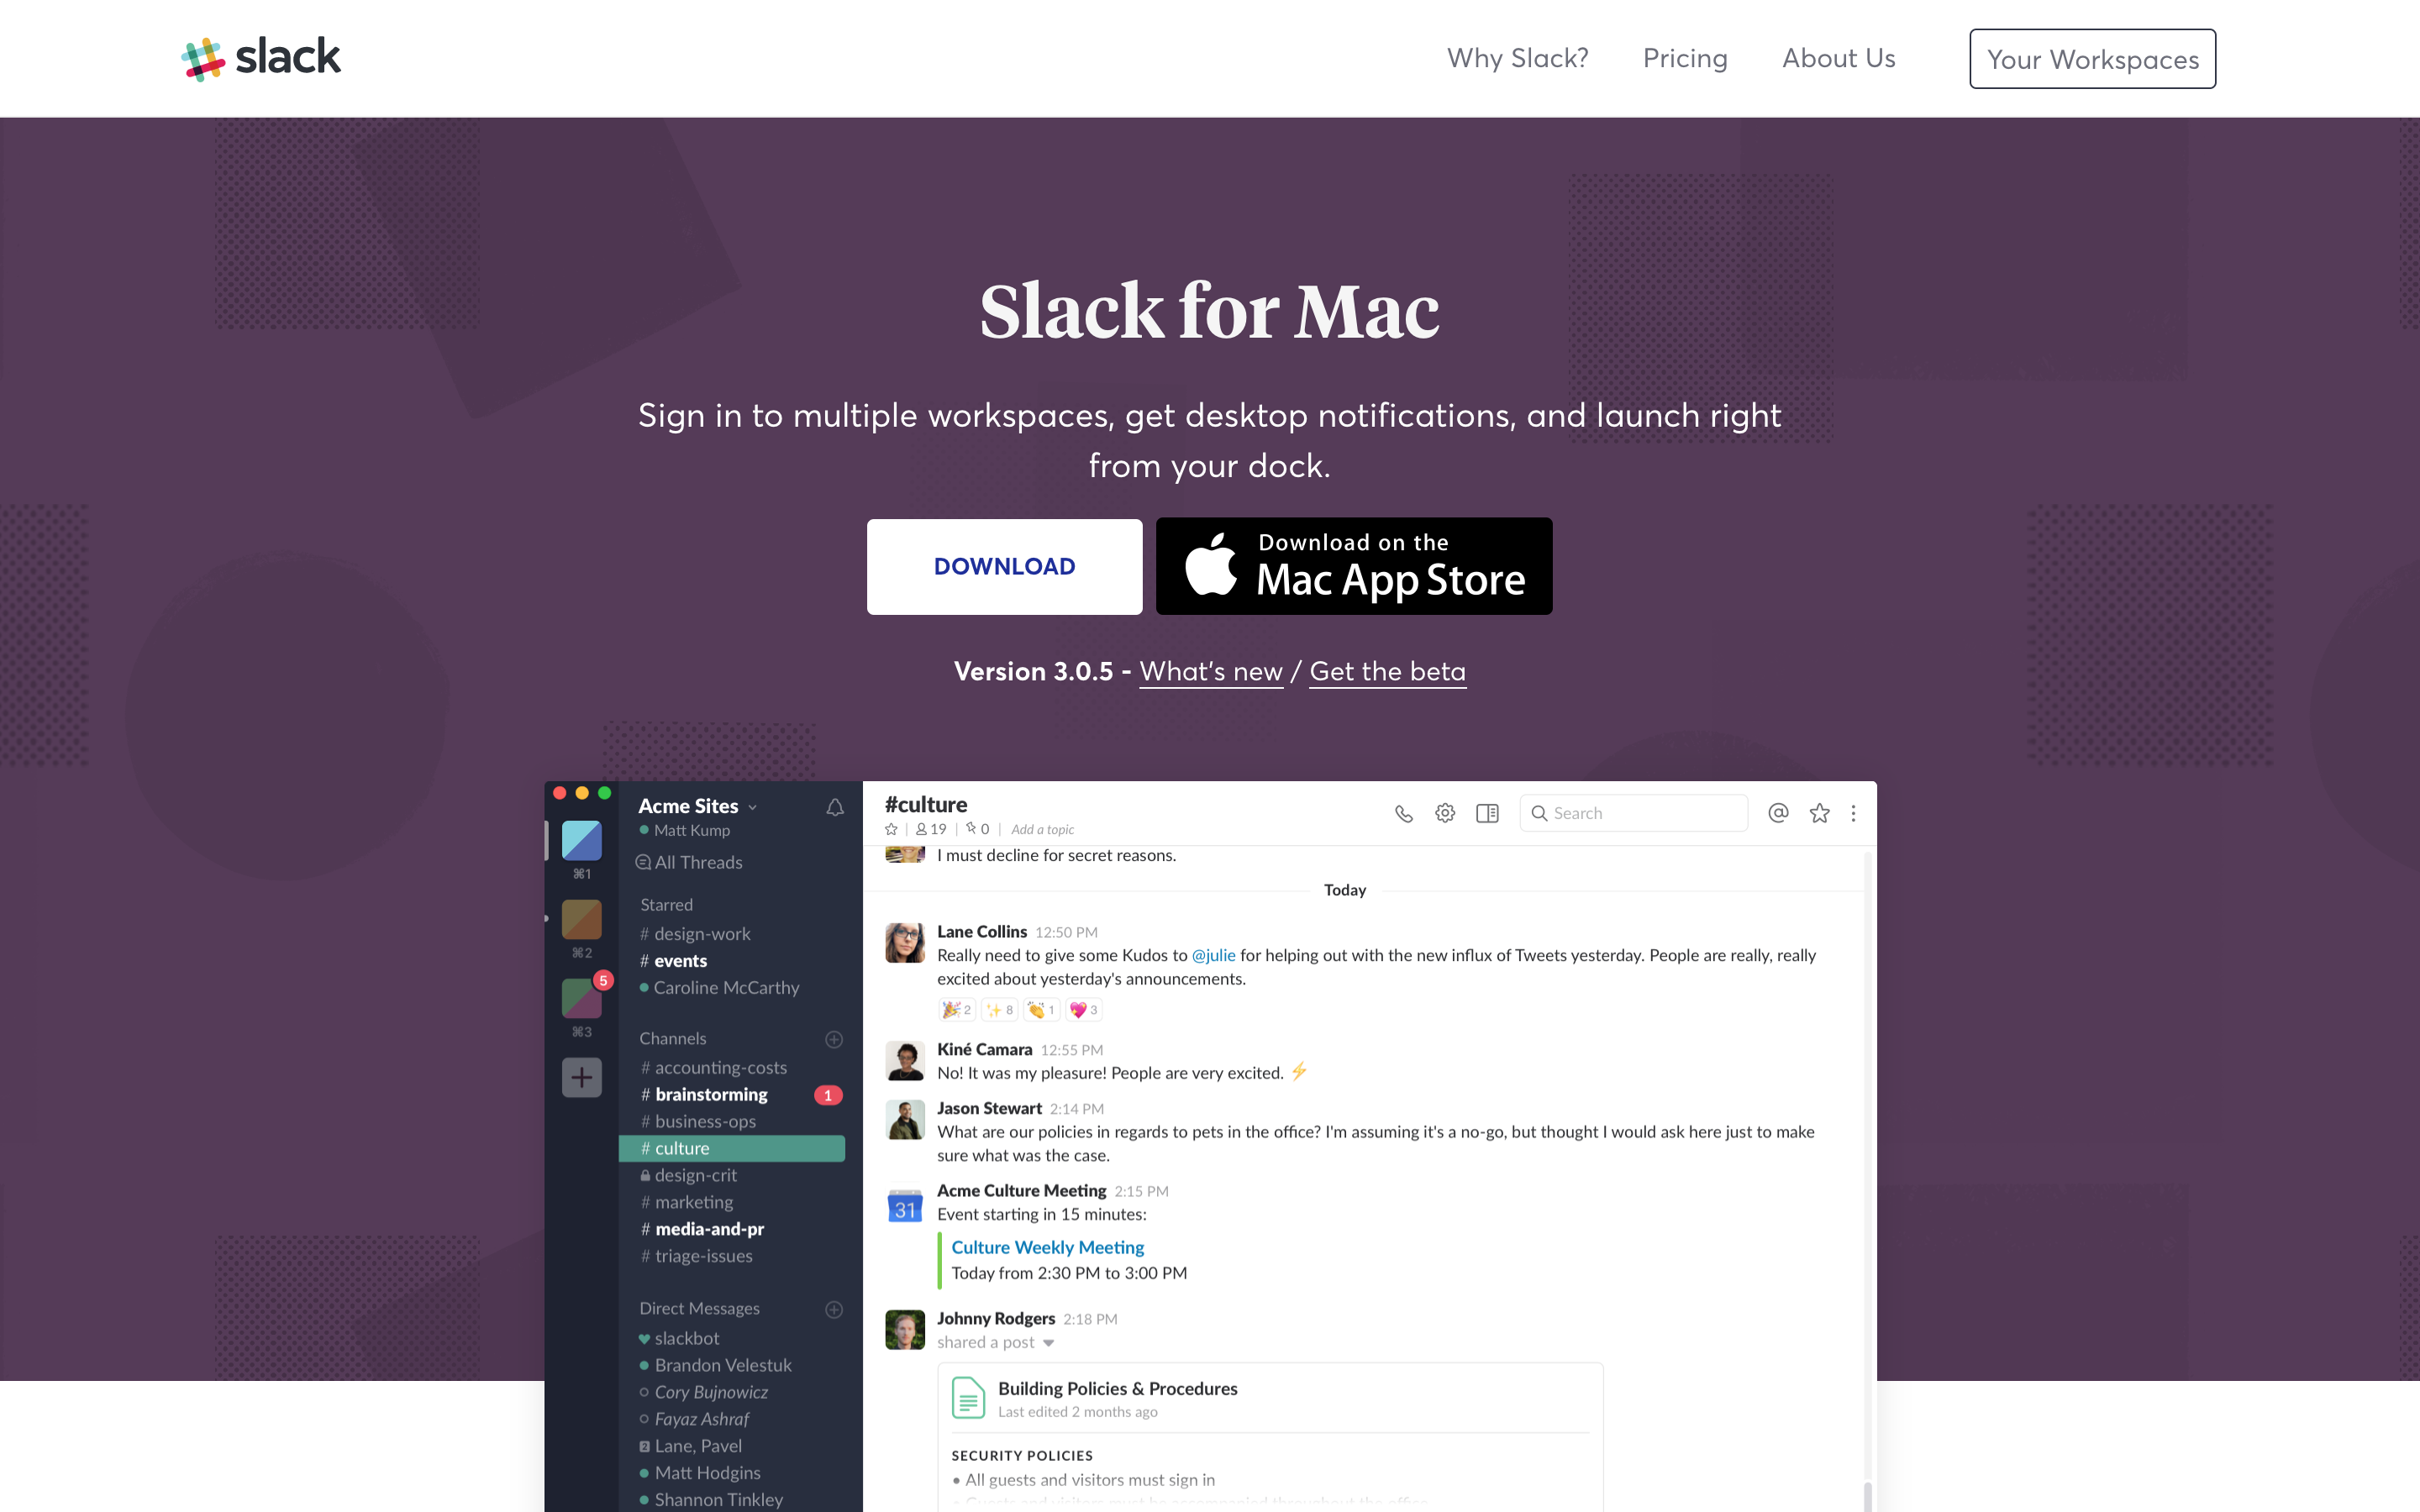 slack
Why Slack?
Pricing
About Us
Your Workspaces
Slack for Mac
Sign in to multiple workspaces, get desktop notifications, and launch right
from your dock.
DOWNLOAD
Download on the
Mac App Store
Version 3.0.5 - What's new / Get the beta
⌘1
⌘2
5
⌘3
Acme Sites
Matt Kump
All Threads
Starred
# design-work
# events
Caroline McCarthy
Channels
# accounting-costs
# brainstorming 1
# business-ops
# culture
design-crit
# marketing
# media-and-pr
# triage-issues
Direct Messages
slackbot
Brandon Velestuk
Cory Bujnowicz
Fayaz Ashraf
2 Lane, Pavel
Matt Hodgins
Shannon Tinkley
#culture
19 | 0 | Add a topic
Search
I must decline for secret reasons.
Today
Lane Collins 12:50 PM
Really need to give some Kudos to @julie for helping out with the new influx of Tweets yesterday. People are really, really
excited about yesterday's announcements.
🎉 2 ✨ 8 👏 1 💖 3
Kiné Camara 12:55 PM
No! It was my pleasure! People are very excited. ⚡
Jason Stewart 2:14 PM
What are our policies in regards to pets in the office? I'm assuming it's a no-go, but thought I would ask here just to make
sure what was the case.
31
Acme Culture Meeting 2:15 PM
Event starting in 15 minutes:
Culture Weekly Meeting
Today from 2:30 PM to 3:00 PM
Johnny Rodgers 2:18 PM
shared a post
Building Policies & Procedures
Last edited 2 months ago
SECURITY POLICIES
• All guests and visitors must sign in
• Guests and visitors must be accompanied throughout the office